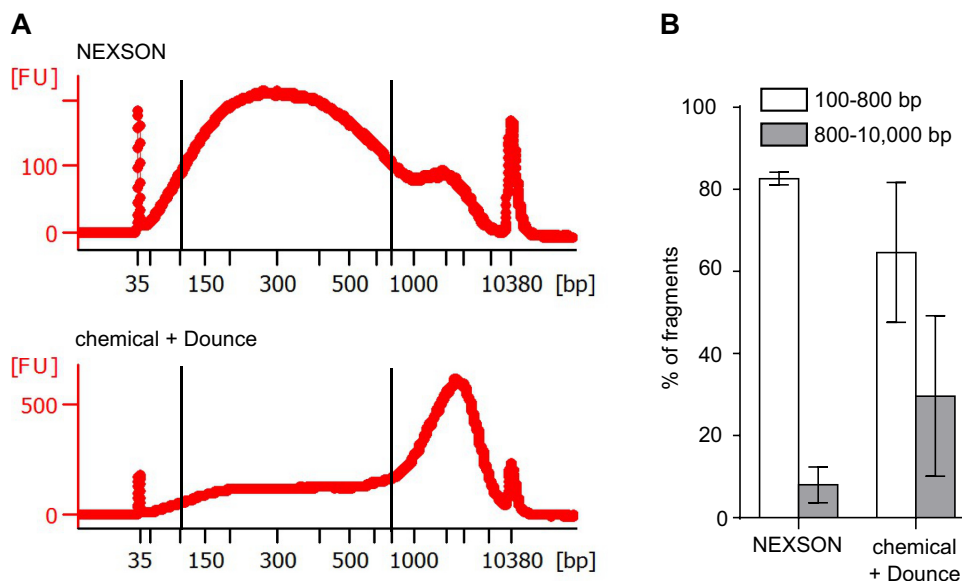 A
NEXSON
[FU]
100
0
35 150 300 500 1000 10380 [bp]
chemical + Dounce
[FU]
500
0
35 150 300 500 1000 10380 [bp]
B
100-800 bp
800-10,000 bp
% of fragments
100
80
60
40
20
0
NEXSON
chemical
+ Dounce